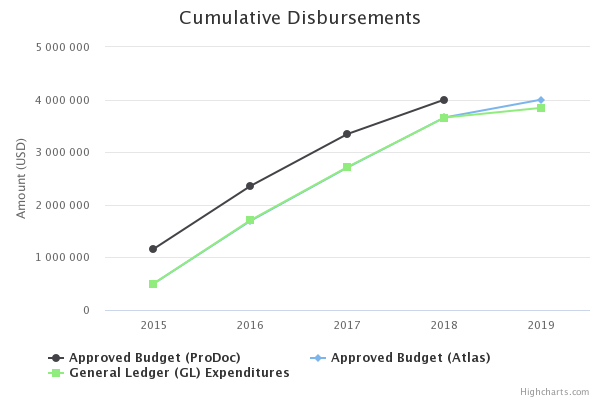 Cumulative Disbursements
5 000 000
4 000 000
3 000 000
2 000 000
1 000 000
0
Amount (USD)
2015 2016 2017 2018 2019
Approved Budget (ProDoc) Approved Budget (Atlas)
General Ledger (GL) Expenditures
Highcharts.com